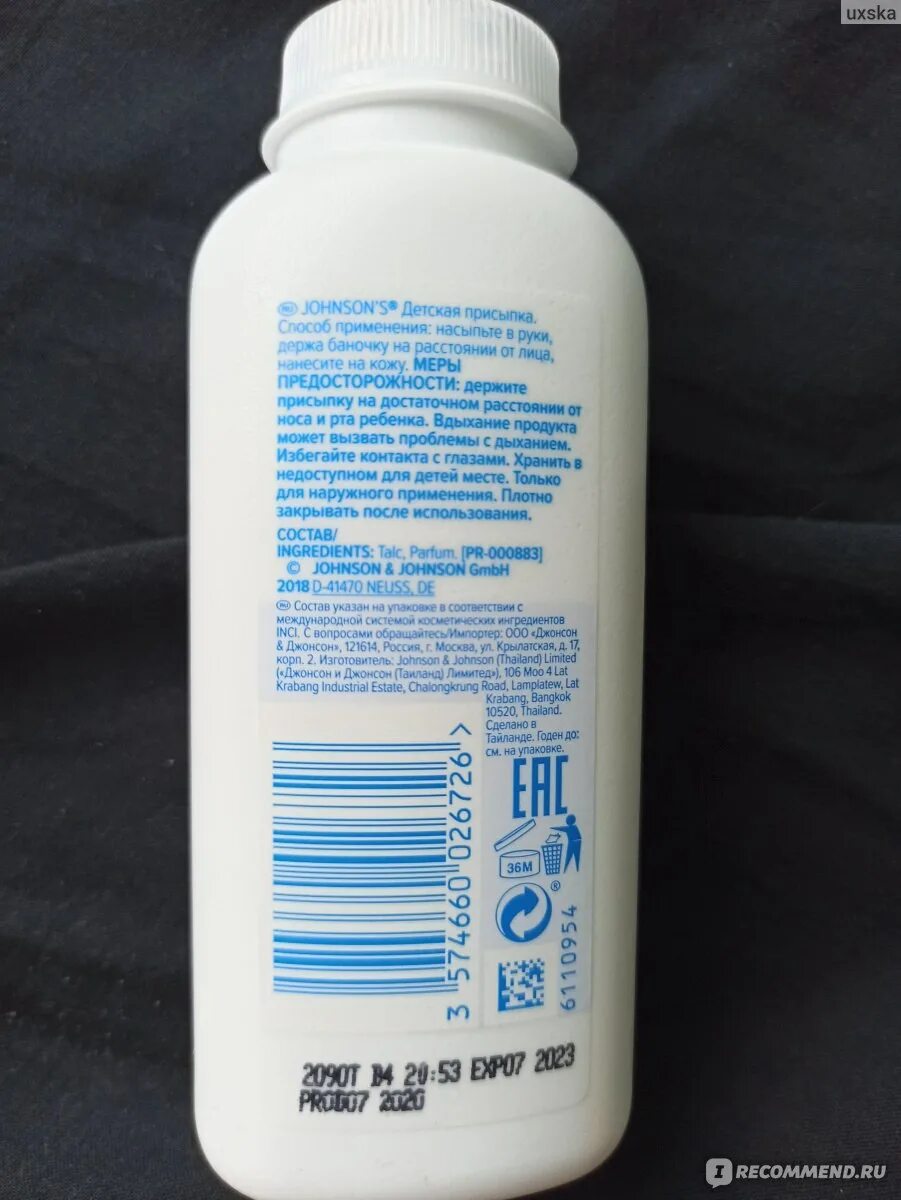 uxska
RU JOHNSON'S® Детская присыпка.
Способ применения: насыпьте в руки,
держа баночку на расстоянии от лица,
нанесите на кожу. МЕРЫ
ПРЕДОСТОРОЖНОСТИ: держите
присыпку на достаточном расстоянии от
носа и рта ребенка. Вдыхание продукта
может вызвать проблемы с дыханием.
Избегайте контакта с глазами. Хранить в
недоступном для детей месте. Только
для наружного применения. Плотно
закрывать после использования.
СОСТАВ/
INGREDIENTS: Talc, Parfum. [PR-000883]
© JOHNSON & JOHNSON GmbH
2018 D-41470 NEUSS, DE
RU Состав указан на упаковке в соответствии с
международной системой косметических ингредиентов
INCI. С вопросами обращайтесь/Импортер: ООО «Джонсон
& Джонсон», 121614, Россия, г. Москва, ул. Крылатская, д. 17,
корп. 2. Изготовитель: Johnson & Johnson (Thailand) Limited
(«Джонсон и Джонсон (Таиланд) Лимитед»), 106 Moo 4 Lat
Krabang Industrial Estate, Chalongkrung Road, Lamplatew, Lat
Krabang, Bangkok
10520, Thailand.
Сделано в
Тайланде. Годен до:
см. на упаковке.
EAC
36M
®
3 574660 026726 >
6110954
2090T B4 20:53 EXP07 2023
PROD07 2020
IRECOMMEND.RU